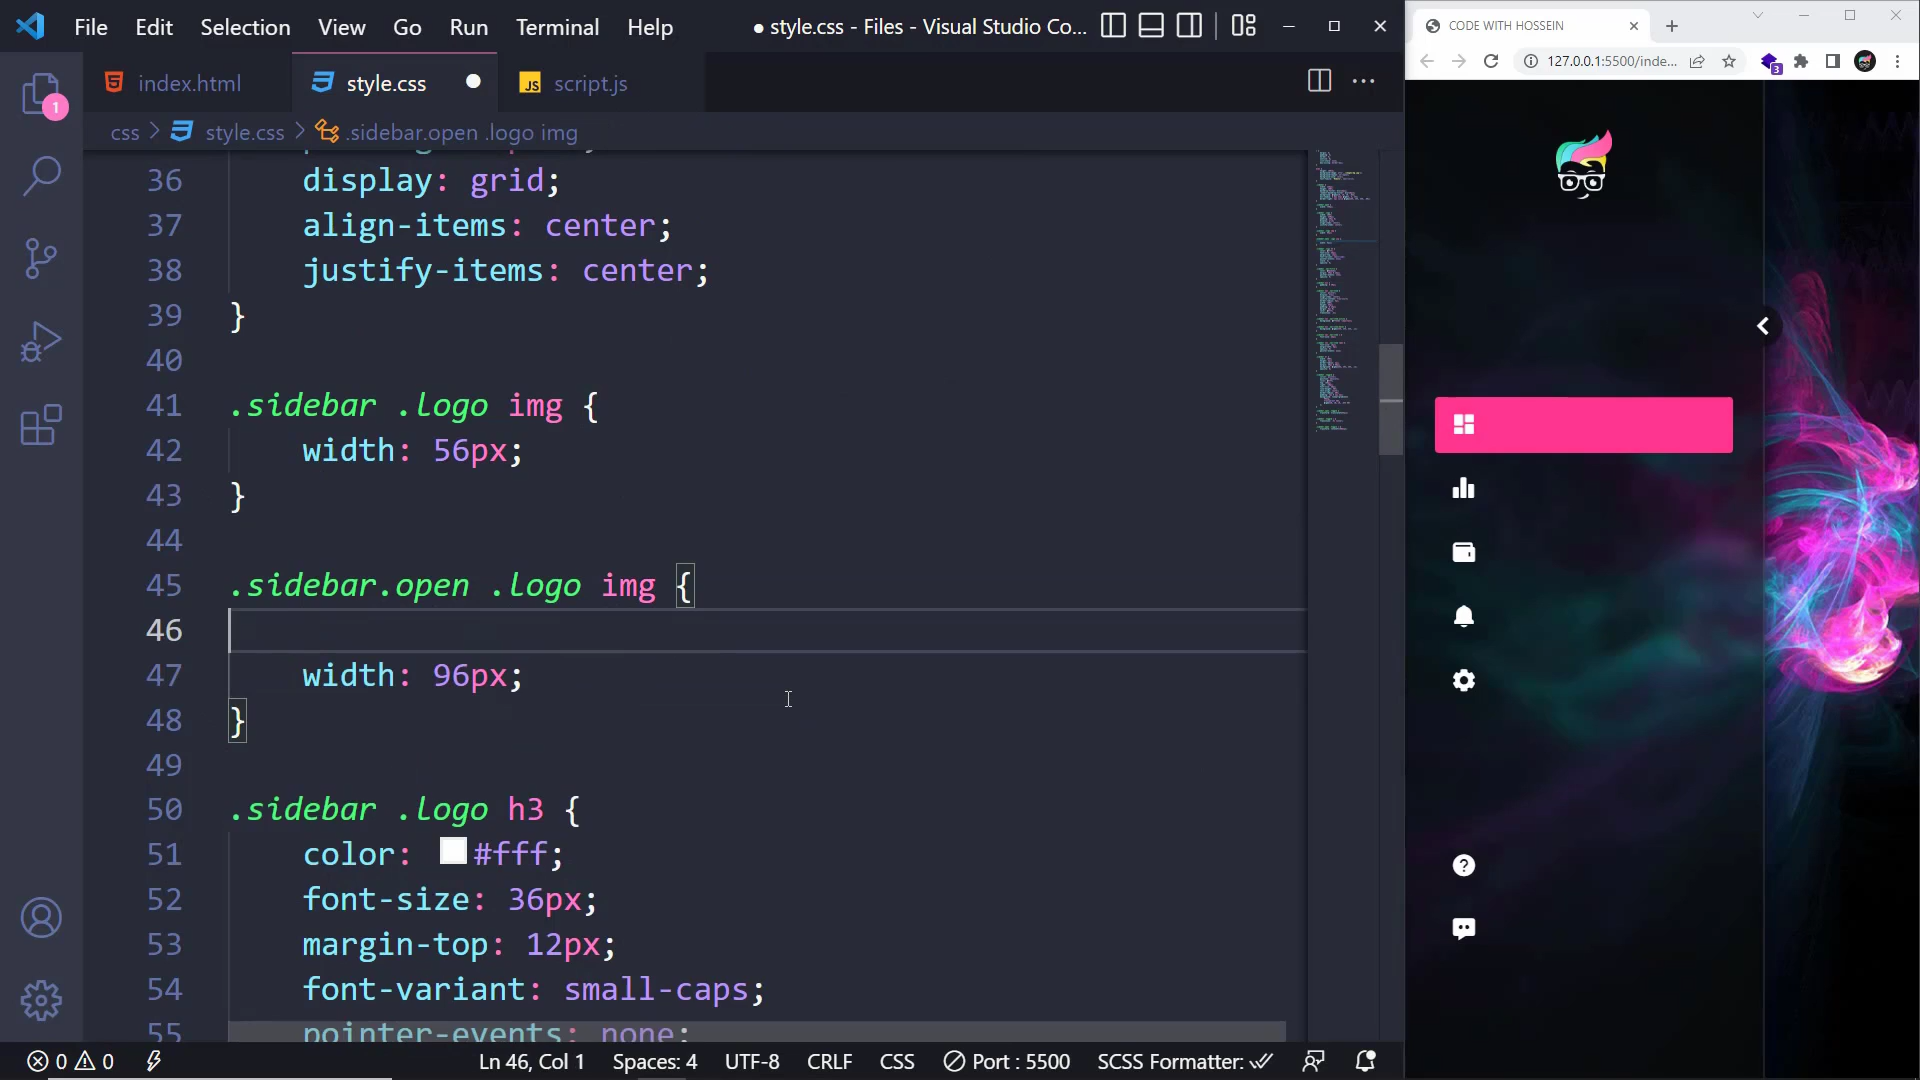 File Edit Selection View Go Run Terminal Help ● style.css - Files - Visual Studio Co...
CODE WITH HOSSEIN
index.html style.css script.js
127.0.0.1:5500/inde...
3
1
css > style.css > .sidebar.open .logo img
36 display: grid;
37 align-items: center;
38 justify-items: center;
39 }
40
41 .sidebar .logo img {
42 width: 56px;
43 }
44
45 .sidebar.open .logo img {
46
47 width: 96px;
48 }
49
50 .sidebar .logo h3 {
51 color: #fff;
52 font-size: 36px;
53 margin-top: 12px;
54 font-variant: small-caps;
55 pointer-events: none;
0 0 Ln 46, Col 1 Spaces: 4 UTF-8 CRLF CSS Port : 5500 SCSS Formatter: